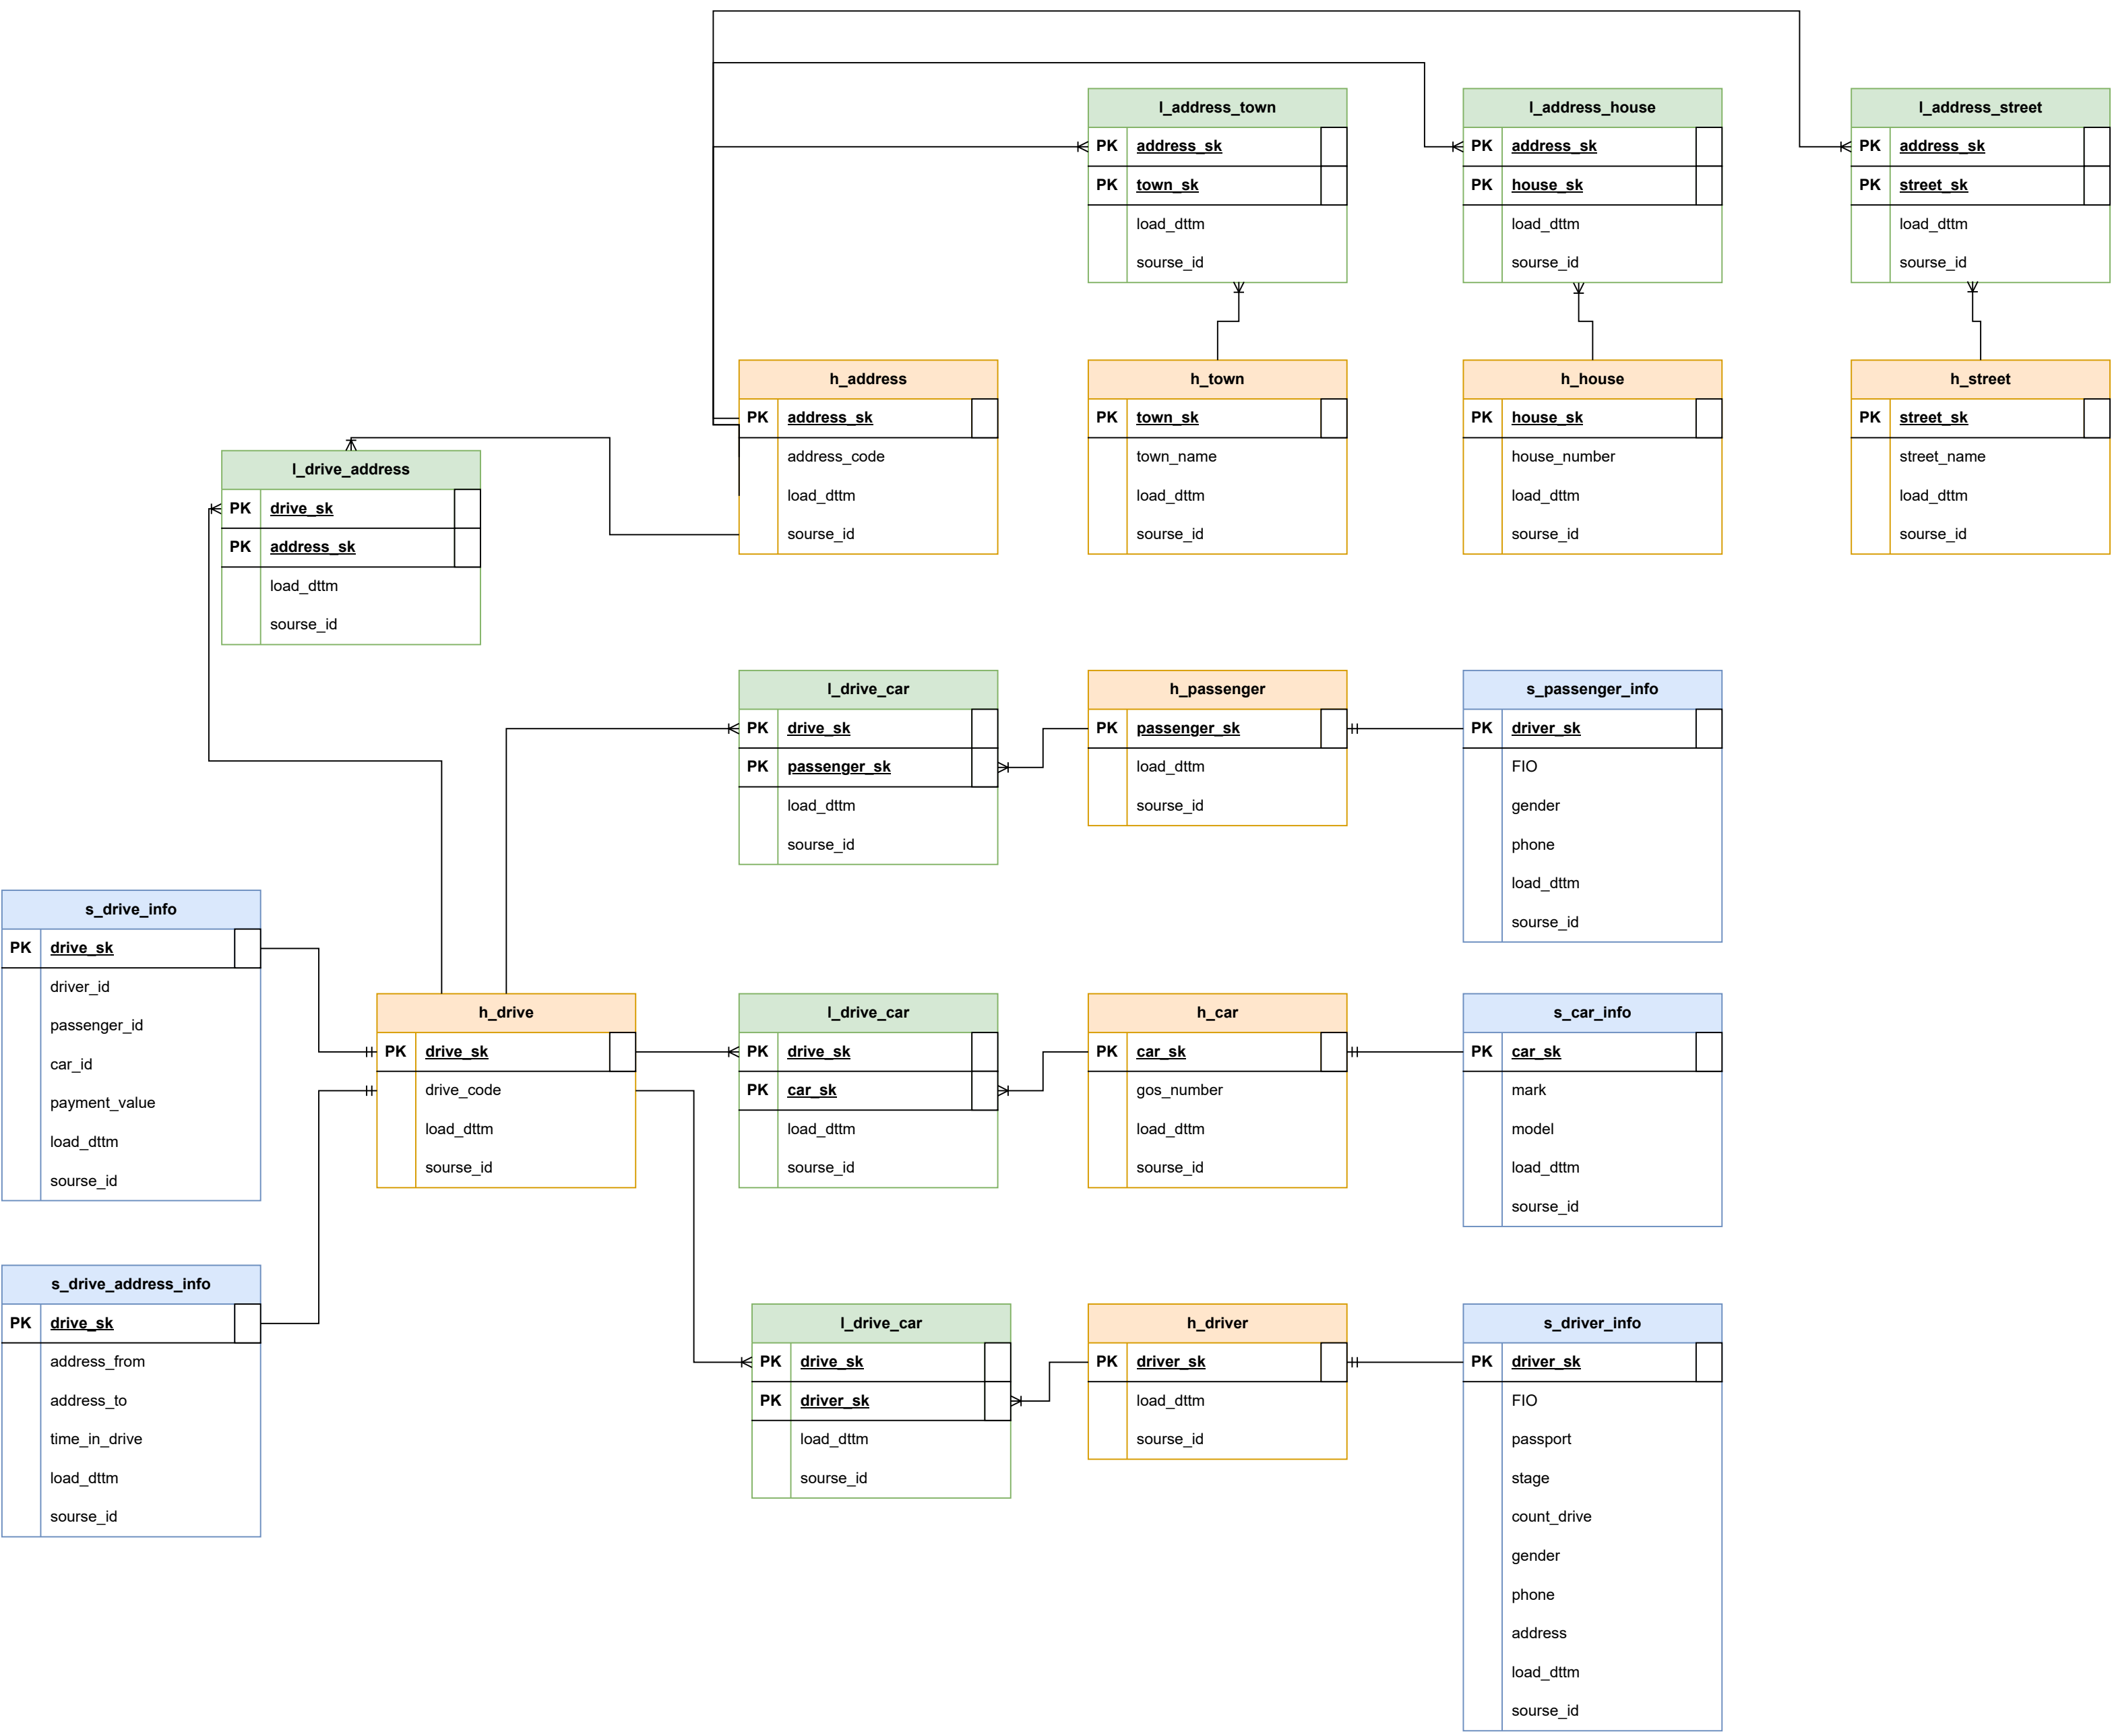 l_address_town
PK address_sk
PK town_sk
load_dttm
sourse_id
l_address_house
PK address_sk
PK house_sk
load_dttm
sourse_id
l_address_street
PK address_sk
PK street_sk
load_dttm
sourse_id
h_address
PK address_sk
address_code
load_dttm
sourse_id
h_town
PK town_sk
town_name
load_dttm
sourse_id
h_house
PK house_sk
house_number
load_dttm
sourse_id
h_street
PK street_sk
street_name
load_dttm
sourse_id
l_drive_address
PK drive_sk
PK address_sk
load_dttm
sourse_id
l_drive_car
PK drive_sk
PK passenger_sk
load_dttm
sourse_id
h_passenger
PK passenger_sk
load_dttm
sourse_id
s_passenger_info
PK driver_sk
FIO
gender
phone
load_dttm
sourse_id
s_drive_info
PK drive_sk
driver_id
passenger_id
car_id
payment_value
load_dttm
sourse_id
h_drive
PK drive_sk
drive_code
load_dttm
sourse_id
l_drive_car
PK drive_sk
PK car_sk
load_dttm
sourse_id
h_car
PK car_sk
gos_number
load_dttm
sourse_id
s_car_info
PK car_sk
mark
model
load_dttm
sourse_id
s_drive_address_info
PK drive_sk
address_from
address_to
time_in_drive
load_dttm
sourse_id
l_drive_car
PK drive_sk
PK driver_sk
load_dttm
sourse_id
h_driver
PK driver_sk
load_dttm
sourse_id
s_driver_info
PK driver_sk
FIO
passport
stage
count_drive
gender
phone
address
load_dttm
sourse_id